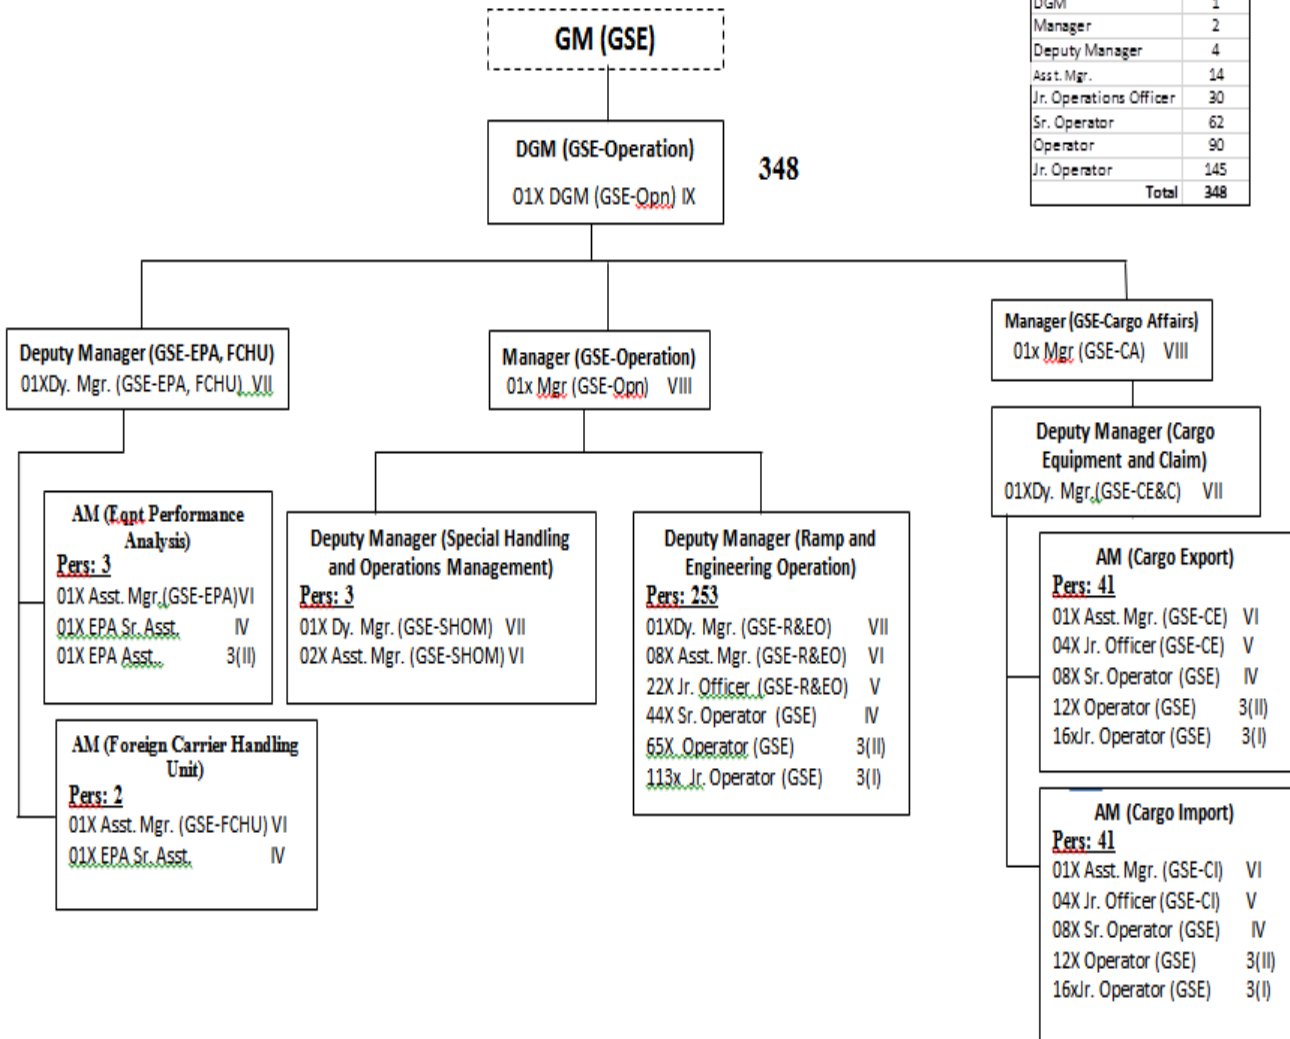 GM (GSE)
DGM (GSE-Operation)
01X DGM (GSE-Opn) IX
348
DGM 1
Manager 2
Deputy Manager 4
Asst. Mgr. 14
Jr. Operations Officer 30
Sr. Operator 62
Operator 90
Jr. Operator 145
Total 348
Deputy Manager (GSE-EPA, FCHU)
01XDy. Mgr. (GSE-EPA, FCHU) VII
Manager (GSE-Operation)
01x Mgr (GSE-Opn) VIII
Manager (GSE-Cargo Affairs)
01x Mgr (GSE-CA) VIII
Deputy Manager (Cargo
Equipment and Claim)
01XDy. Mgr.(GSE-CE&C) VII
AM (Eqpt Performance
Analysis)
Pers: 3
01X Asst. Mgr.(GSE-EPA)VI
01X EPA Sr. Asst. IV
01X EPA Asst.. 3(II)
AM (Foreign Carrier Handling
Unit)
Pers: 2
01X Asst. Mgr. (GSE-FCHU) VI
01X EPA Sr. Asst. IV
Deputy Manager (Special Handling
and Operations Management)
Pers: 3
01X Dy. Mgr. (GSE-SHOM) VII
02X Asst. Mgr. (GSE-SHOM) VI
Deputy Manager (Ramp and
Engineering Operation)
Pers: 253
01XDy. Mgr. (GSE-R&EO) VII
08X Asst. Mgr. (GSE-R&EO) VI
22X Jr. Officer (GSE-R&EO) V
44X Sr. Operator (GSE) IV
65X Operator (GSE) 3(II)
113x Jr. Operator (GSE) 3(I)
AM (Cargo Export)
Pers: 41
01X Asst. Mgr. (GSE-CE) VI
04X Jr. Officer (GSE-CE) V
08X Sr. Operator (GSE) IV
12X Operator (GSE) 3(II)
16xJr. Operator (GSE) 3(I)
AM (Cargo Import)
Pers: 41
01X Asst. Mgr. (GSE-CI) VI
04X Jr. Officer (GSE-CI) V
08X Sr. Operator (GSE) IV
12X Operator (GSE) 3(II)
16xJr. Operator (GSE) 3(I)